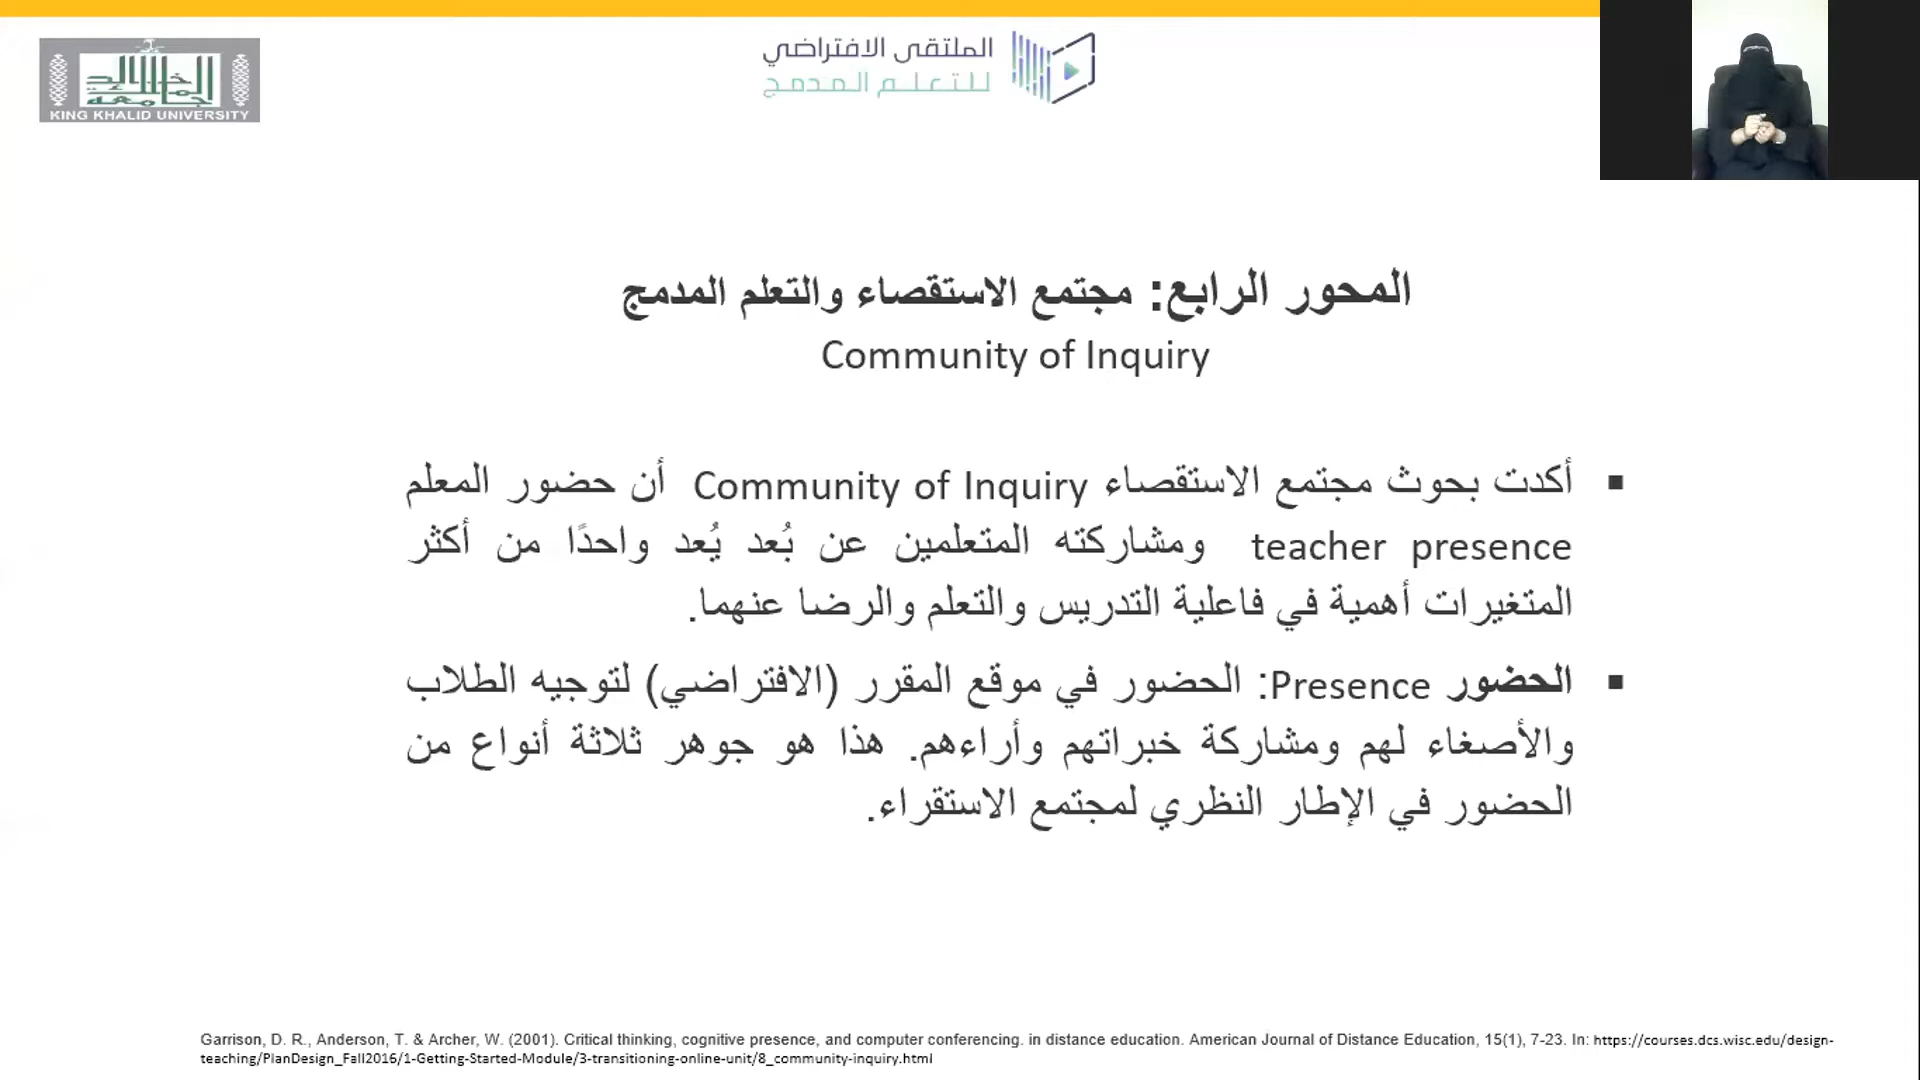 جامعة الملك خالد
KING KHALID UNIVERSITY
الملتقى الافتراضي
للتعلم المدمج
المحور الرابع: مجتمع الاستقصاء والتعلم المدمج
Community of Inquiry
▪ أكدت بحوث مجتمع الاستقصاء Community of Inquiry أن حضور المعلم
teacher presence ومشاركته المتعلمين عن بُعد يُعد واحدًا من أكثر
المتغيرات أهمية في فاعلية التدريس والتعلم والرضا عنهما.
▪ الحضور Presence: الحضور في موقع المقرر (الافتراضي) لتوجيه الطلاب
والأصغاء لهم ومشاركة خبراتهم وأراءهم. هذا هو جوهر ثلاثة أنواع من
الحضور في الإطار النظري لمجتمع الاستقراء.
Garrison, D. R., Anderson, T. & Archer, W. (2001). Critical thinking, cognitive presence, and computer conferencing. in distance education. American Journal of Distance Education, 15(1), 7-23. In: https://courses.dcs.wisc.edu/design-
teaching/PlanDesign_Fall2016/1-Getting-Started-Module/3-transitioning-online-unit/8_community-inquiry.html